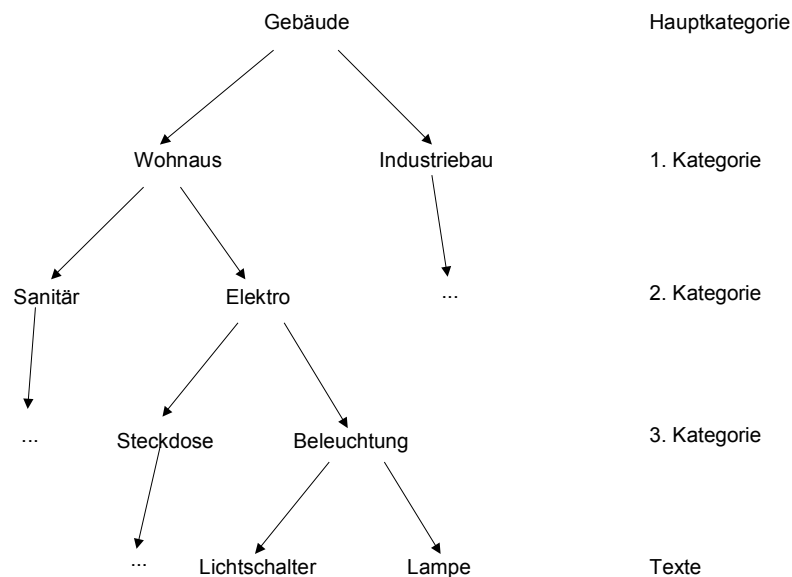 Gebäude Hauptkategorie
Wohnaus Industriebau 1. Kategorie
Sanitär Elektro ... 2. Kategorie
... Steckdose Beleuchtung 3. Kategorie
... Lichtschalter Lampe Texte